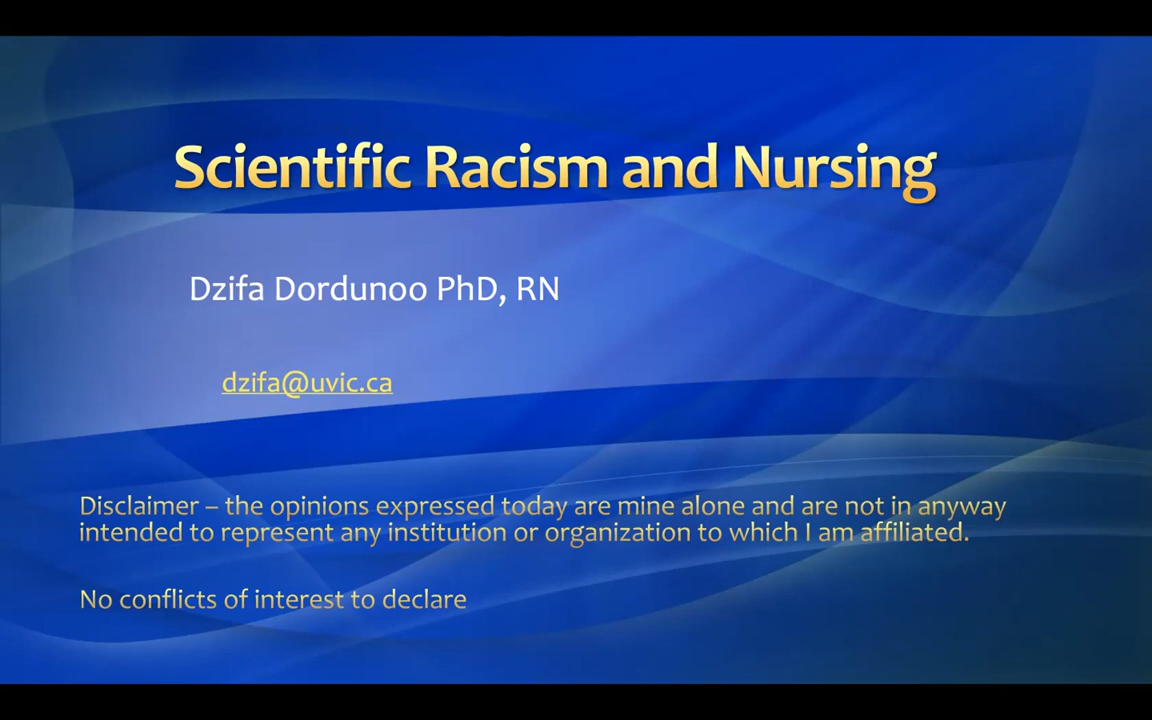 Scientific Racism and Nursing
Dzifa Dordunoo PhD, RN
dzifa@uvic.ca
Disclaimer – the opinions expressed today are mine alone and are not in anyway
intended to represent any institution or organization to which I am affiliated.
No conflicts of interest to declare